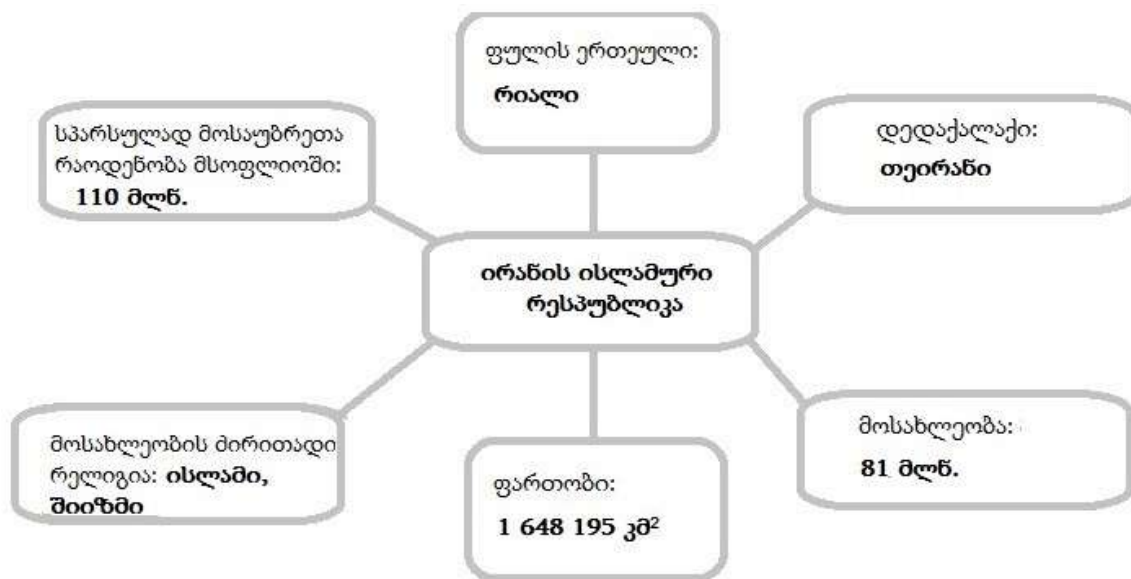 ფულის ერთეული:
რიალი
სპარსულად მოსაუბრეთა
რაოდენობა მსოფლიოში:
110 მლნ.
დედაქალაქი:
თეირანი
ირანის ისლამური
რესპუბლიკა
მოსახლეობის ძირითადი
რელიგია: ისლამი,
შიიზმი
ფართობი:
1 648 195 კმ²
მოსახლეობა:
81 მლნ.